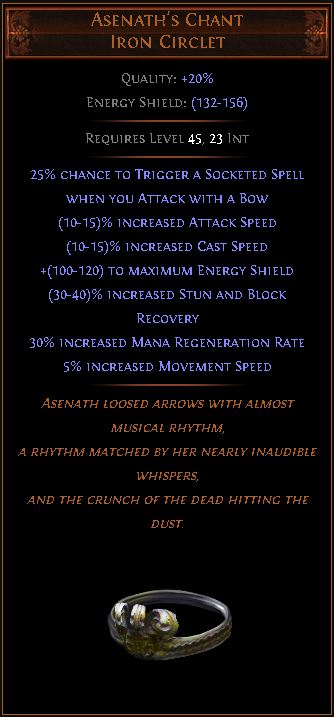 Asenath's Chant
Iron Circlet
Quality: +20%
Energy Shield: (132-156)
Requires Level 45, 23 Int
25% chance to Trigger a Socketed Spell
when you Attack with a Bow
(10-15)% increased Attack Speed
(10-15)% increased Cast Speed
+(100-120) to maximum Energy Shield
(30-40)% increased Stun and Block
Recovery
30% increased Mana Regeneration Rate
5% increased Movement Speed
Asenath loosed arrows with almost
musical rhythm,
a rhythm matched by her nearly inaudible
whispers,
and the crunch of the dead hitting the
dust.